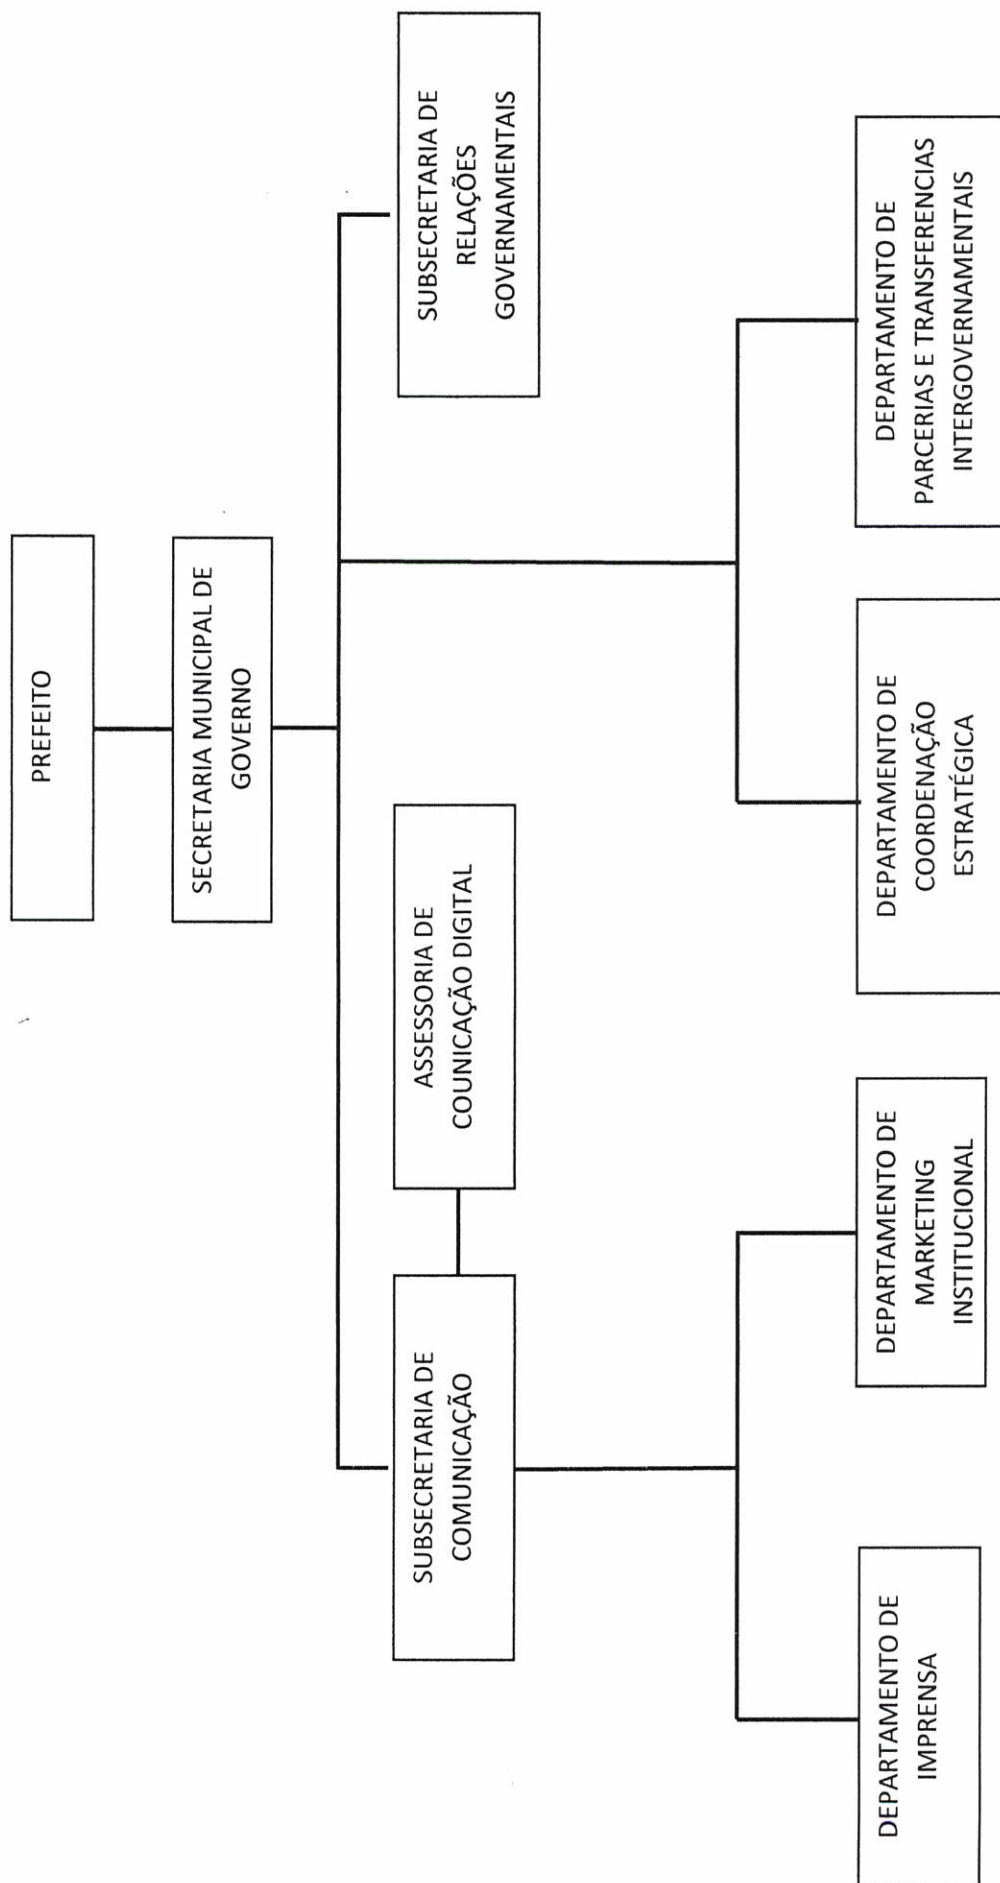 PREFEITO
SECRETARIA MUNICIPAL DE
GOVERNO
SUBSECRETARIA DE
COMUNICAÇÃO
ASSESSORIA DE
COUNICAÇÃO DIGITAL
SUBSECRETARIA DE
RELAÇÕES
GOVERNAMENTAIS
DEPARTAMENTO DE
IMPRENSA
DEPARTAMENTO DE
MARKETING
INSTITUCIONAL
DEPARTAMENTO DE
COORDENAÇÃO
ESTRATÉGICA
DEPARTAMENTO DE
PARCERIAS E TRANSFERENCIAS
INTERGOVERNAMENTAIS